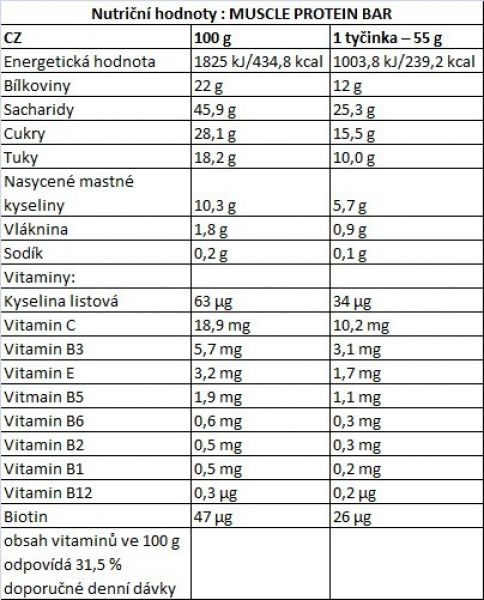 Nutriční hodnoty : MUSCLE PROTEIN BAR
CZ 100 g 1 tyčinka – 55 g
Energetická hodnota 1825 kJ/434,8 kcal 1003,8 kJ/239,2 kcal
Bílkoviny 22 g 12 g
Sacharidy 45,9 g 25,3 g
Cukry 28,1 g 15,5 g
Tuky 18,2 g 10,0 g
Nasycené mastné
kyseliny 10,3 g 5,7 g
Vláknina 1,8 g 0,9 g
Sodík 0,2 g 0,1 g
Vitaminy:
Kyselina listová 63 µg 34 µg
Vitamin C 18,9 mg 10,2 mg
Vitamin B3 5,7 mg 3,1 mg
Vitamin E 3,2 mg 1,7 mg
Vitmain B5 1,9 mg 1,1 mg
Vitamin B6 0,6 mg 0,3 mg
Vitamin B2 0,5 mg 0,3 mg
Vitamin B1 0,5 mg 0,2 mg
Vitamin B12 0,3 µg 0,2 µg
Biotin 47 µg 26 µg
obsah vitaminů ve 100 g
odpovídá 31,5 %
doporučné denní dávky